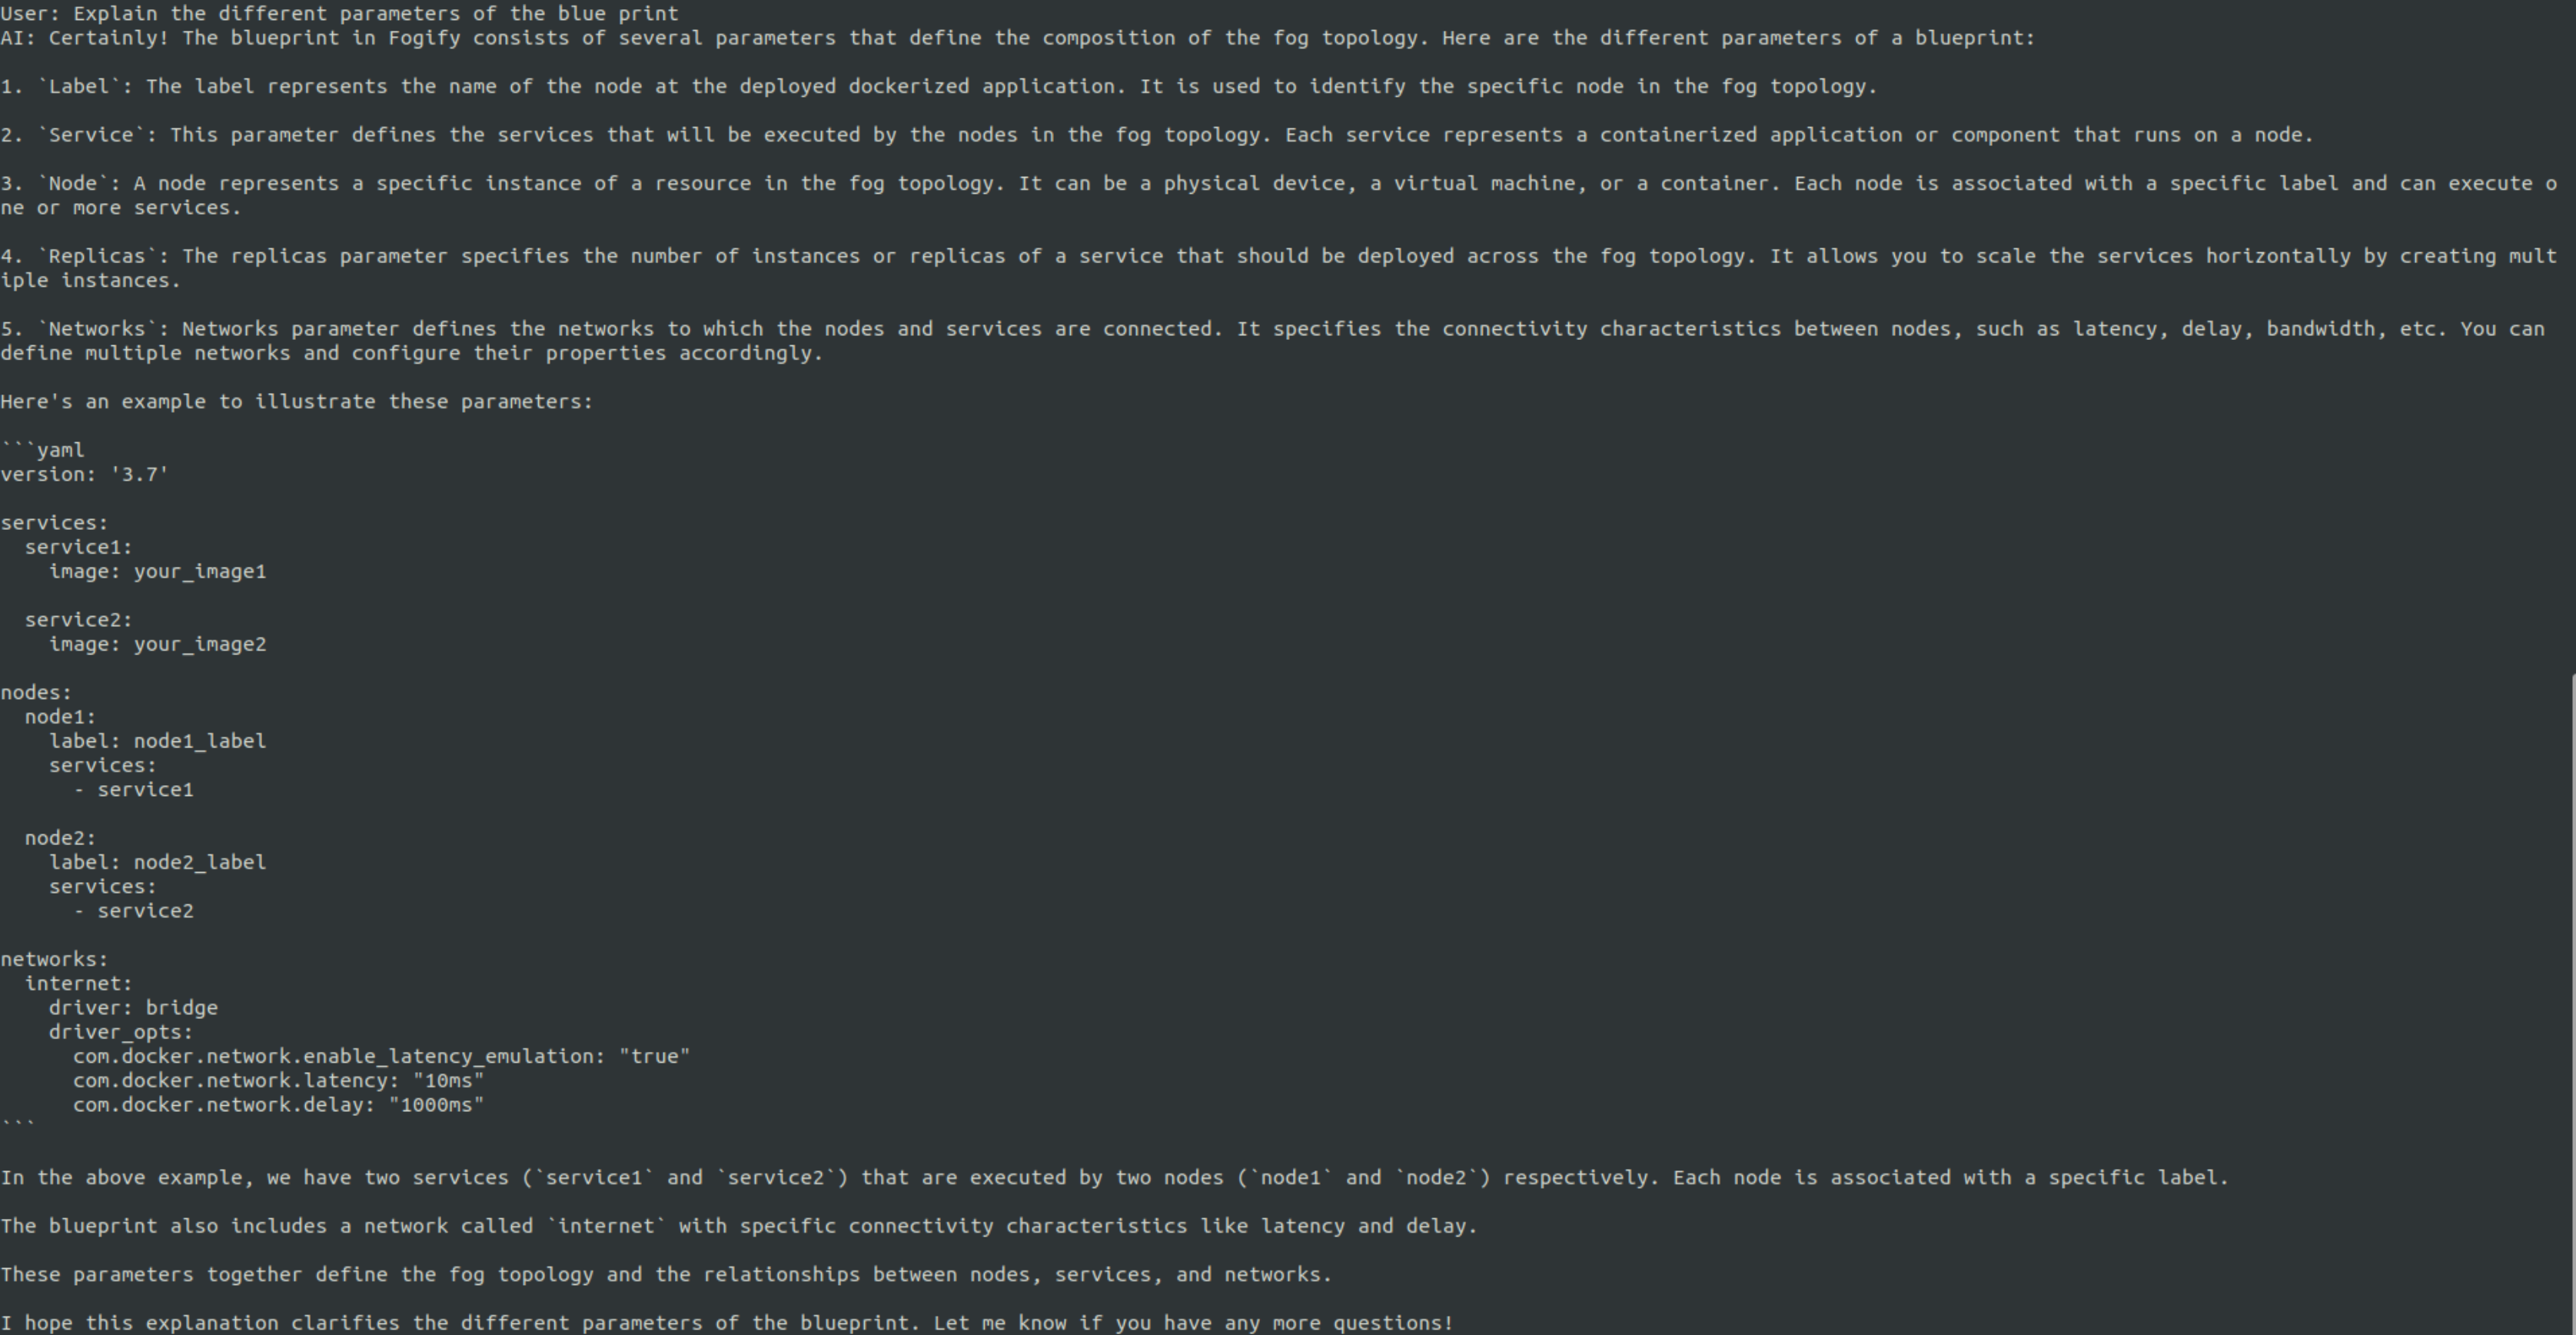 User: Explain the different parameters of the blue print
AI: Certainly! The blueprint in Fogify consists of several parameters that define the composition of the fog topology. Here are the different parameters of a blueprint:
1. `Label`: The label represents the name of the node at the deployed dockerized application. It is used to identify the specific node in the fog topology.
2. `Service`: This parameter defines the services that will be executed by the nodes in the fog topology. Each service represents a containerized application or component that runs on a node.
3. `Node`: A node represents a specific instance of a resource in the fog topology. It can be a physical device, a virtual machine, or a container. Each node is associated with a specific label and can execute o
ne or more services.
4. `Replicas`: The replicas parameter specifies the number of instances or replicas of a service that should be deployed across the fog topology. It allows you to scale the services horizontally by creating mult
iple instances.
5. `Networks`: Networks parameter defines the networks to which the nodes and services are connected. It specifies the connectivity characteristics between nodes, such as latency, delay, bandwidth, etc. You can
define multiple networks and configure their properties accordingly.
Here's an example to illustrate these parameters:
```yaml
version: '3.7'
services:
  service1:
    image: your_image1
  service2:
    image: your_image2
nodes:
  node1:
    label: node1_label
    services:
      - service1
  node2:
    label: node2_label
    services:
      - service2
networks:
  internet:
    driver: bridge
    driver_opts:
      com.docker.network.enable_latency_emulation: "true"
      com.docker.network.latency: "10ms"
      com.docker.network.delay: "1000ms"
```
In the above example, we have two services (`service1` and `service2`) that are executed by two nodes (`node1` and `node2`) respectively. Each node is associated with a specific label.
The blueprint also includes a network called `internet` with specific connectivity characteristics like latency and delay.
These parameters together define the fog topology and the relationships between nodes, services, and networks.
I hope this explanation clarifies the different parameters of the blueprint. Let me know if you have any more questions!